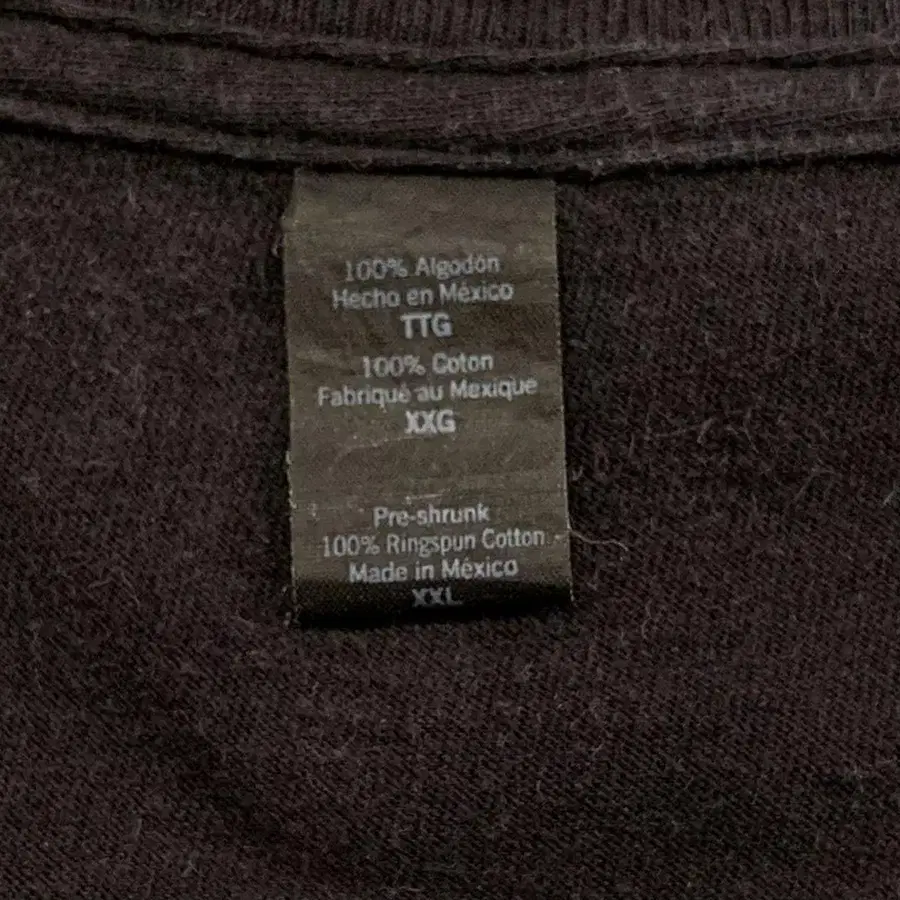 100% Algodón
Hecho en México
TTG
100% Coton
Fabriqué au Mexique
XXG
Pre-shrunk
100% Ringspun Cotton
Made in México
XXL